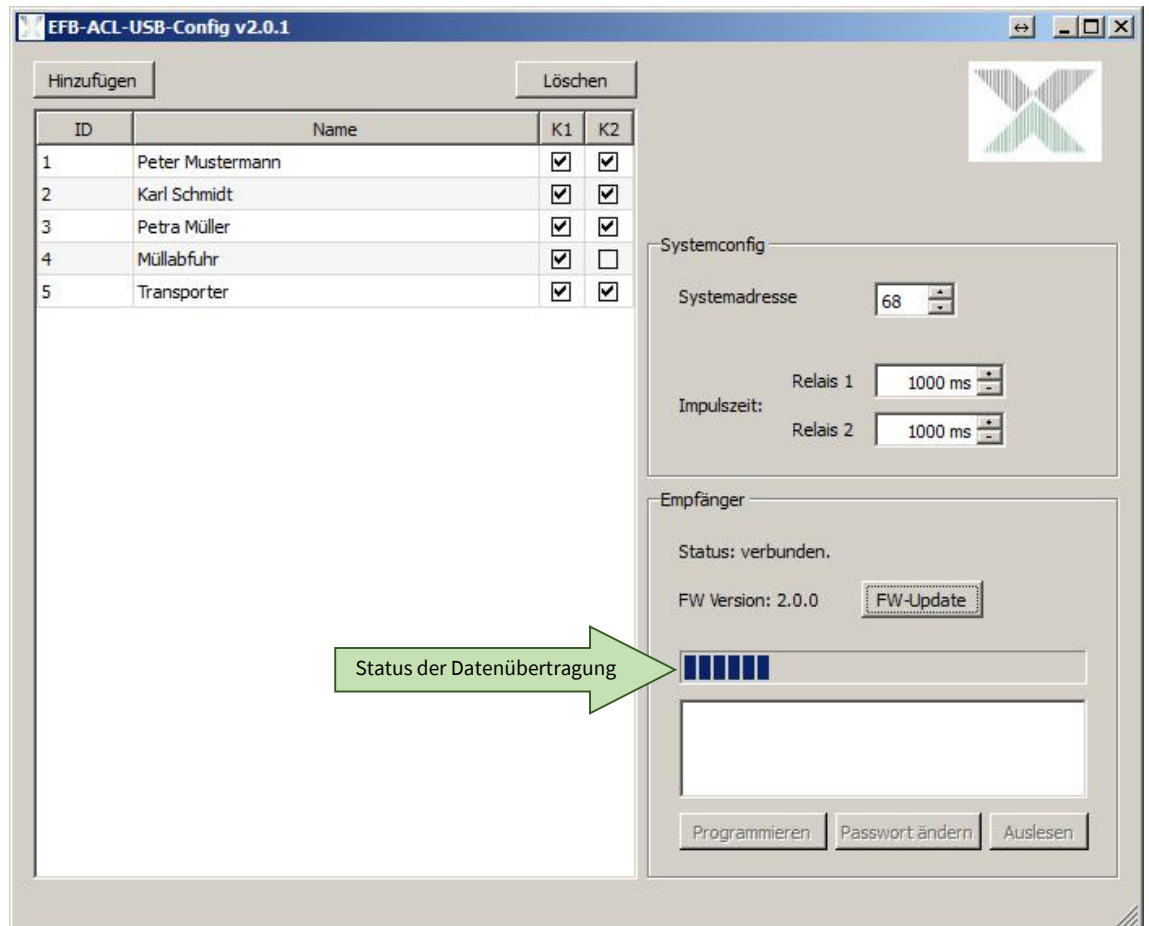 EFB-ACL-USB-Config v2.0.1
Hinzufügen Löschen
ID Name K1 K2
1 Peter Mustermann
2 Karl Schmidt
3 Petra Müller
4 Müllabfuhr
5 Transporter
Systemconfig
Systemadresse 68
Impulszeit:
Relais 1 1000 ms
Relais 2 1000 ms
Empfänger
Status: verbunden.
FW Version: 2.0.0 FW-Update
Status der Datenübertragung
Programmieren Passwort ändern Auslesen